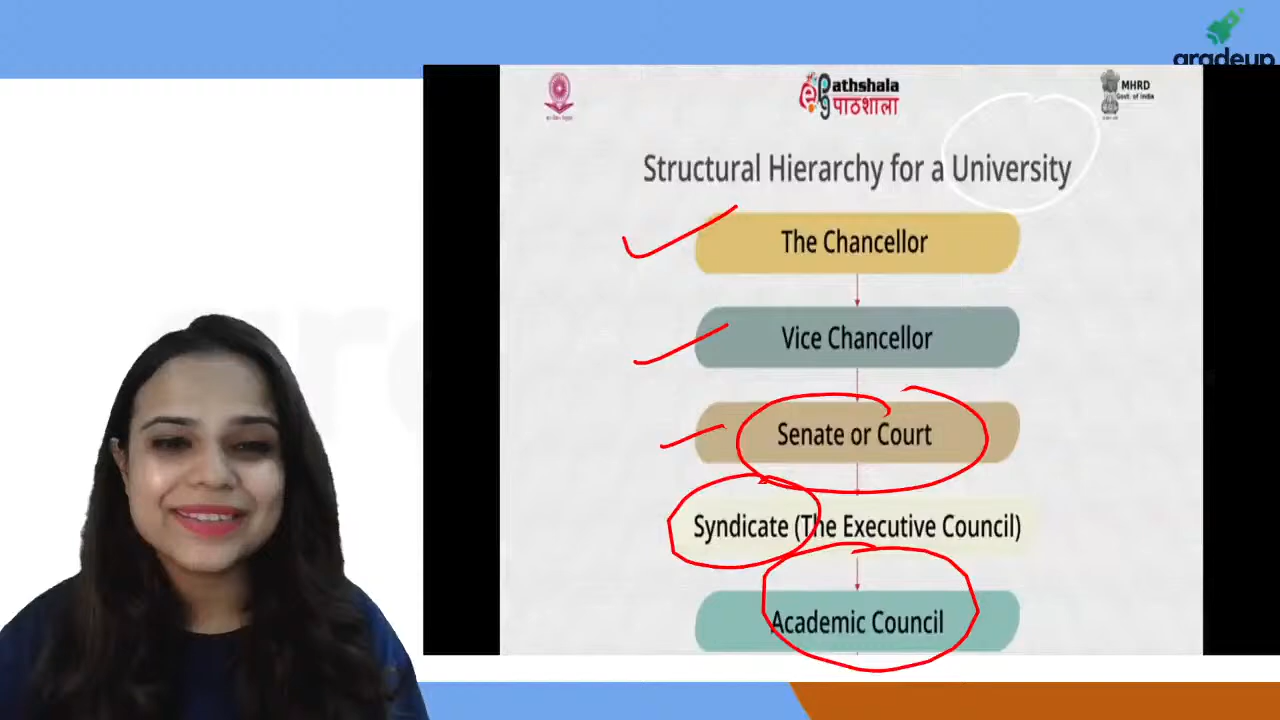 gradeup
ePathshala
पाठशाला
MHRD
Govt. of India
Structural Hierarchy for a University
The Chancellor
Vice Chancellor
Senate or Court
Syndicate (The Executive Council)
Academic Council